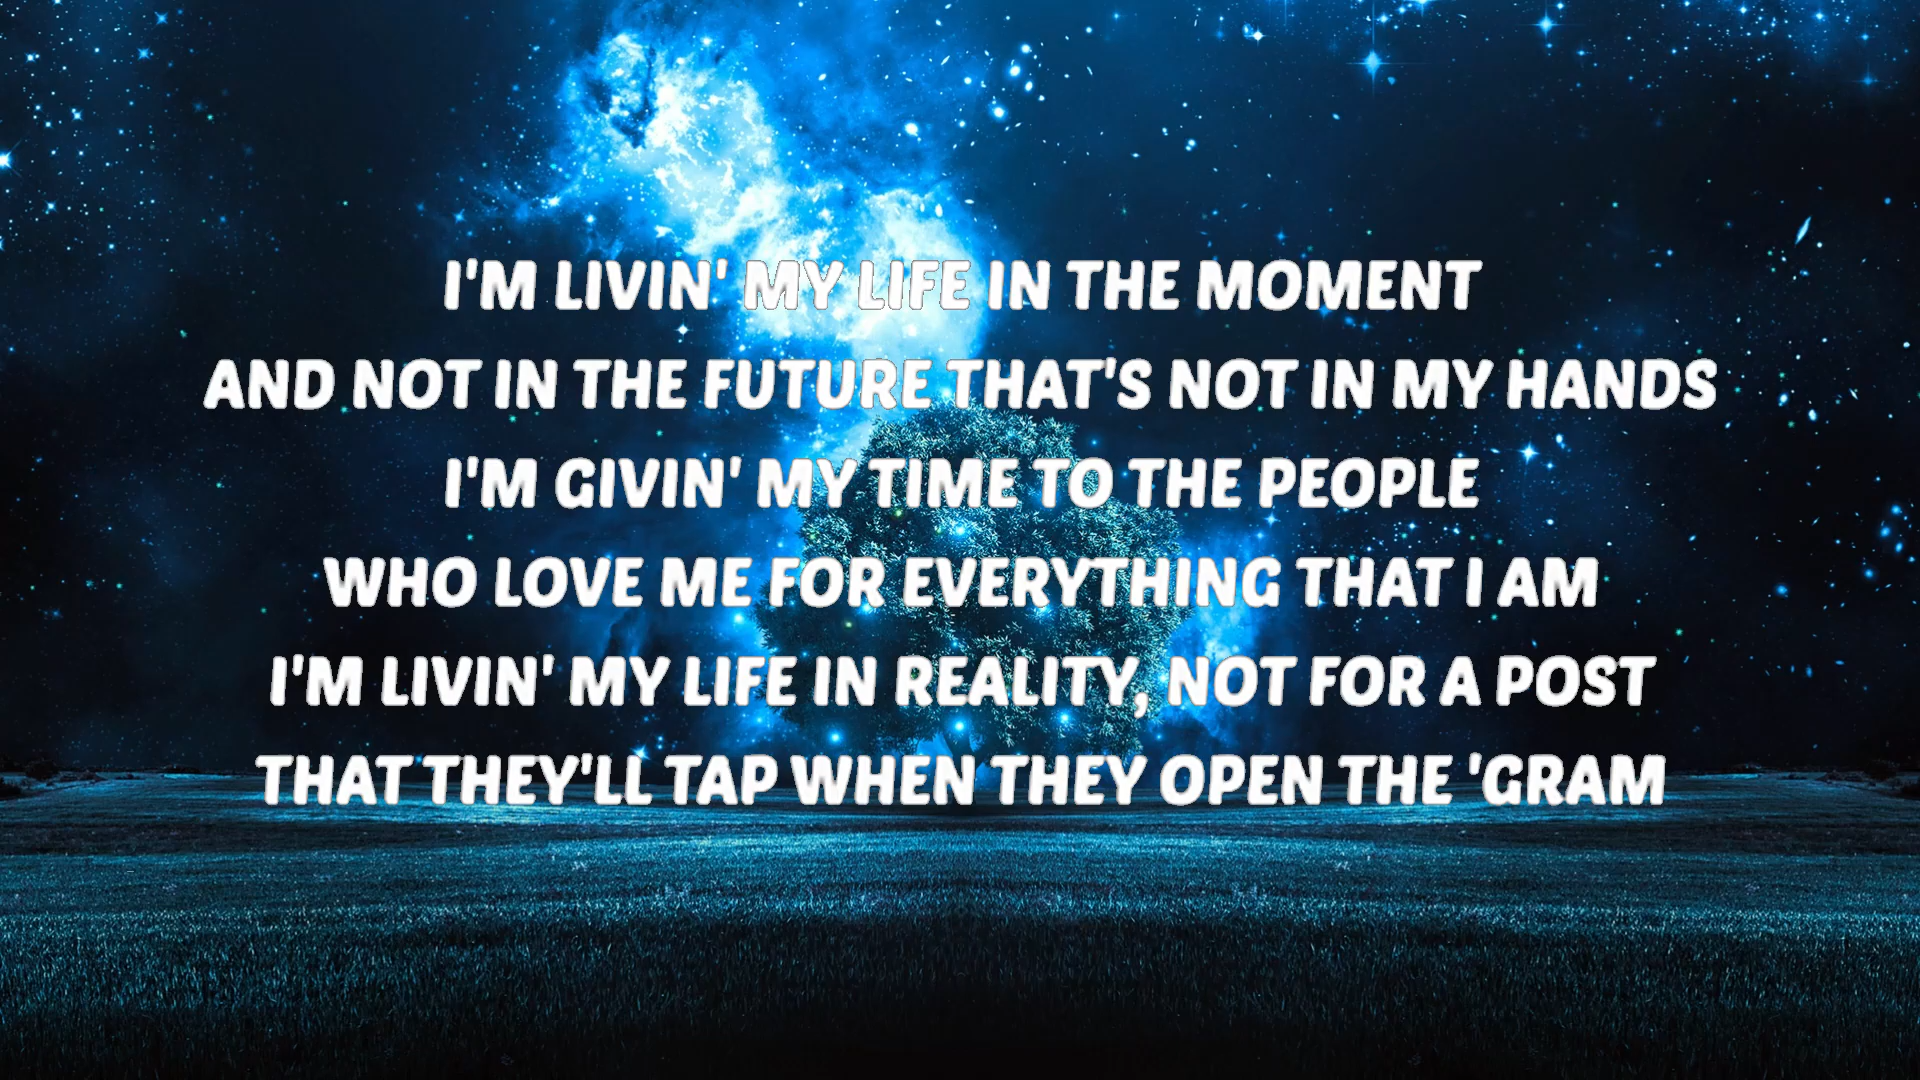 I'M LIVIN' MY LIFE IN THE MOMENT
AND NOT IN THE FUTURE THAT'S NOT IN MY HANDS
I'M GIVIN' MY TIME TO THE PEOPLE
WHO LOVE ME FOR EVERYTHING THAT I AM
I'M LIVIN' MY LIFE IN REALITY, NOT FOR A POST
THAT THEY'LL TAP WHEN THEY OPEN THE 'GRAM